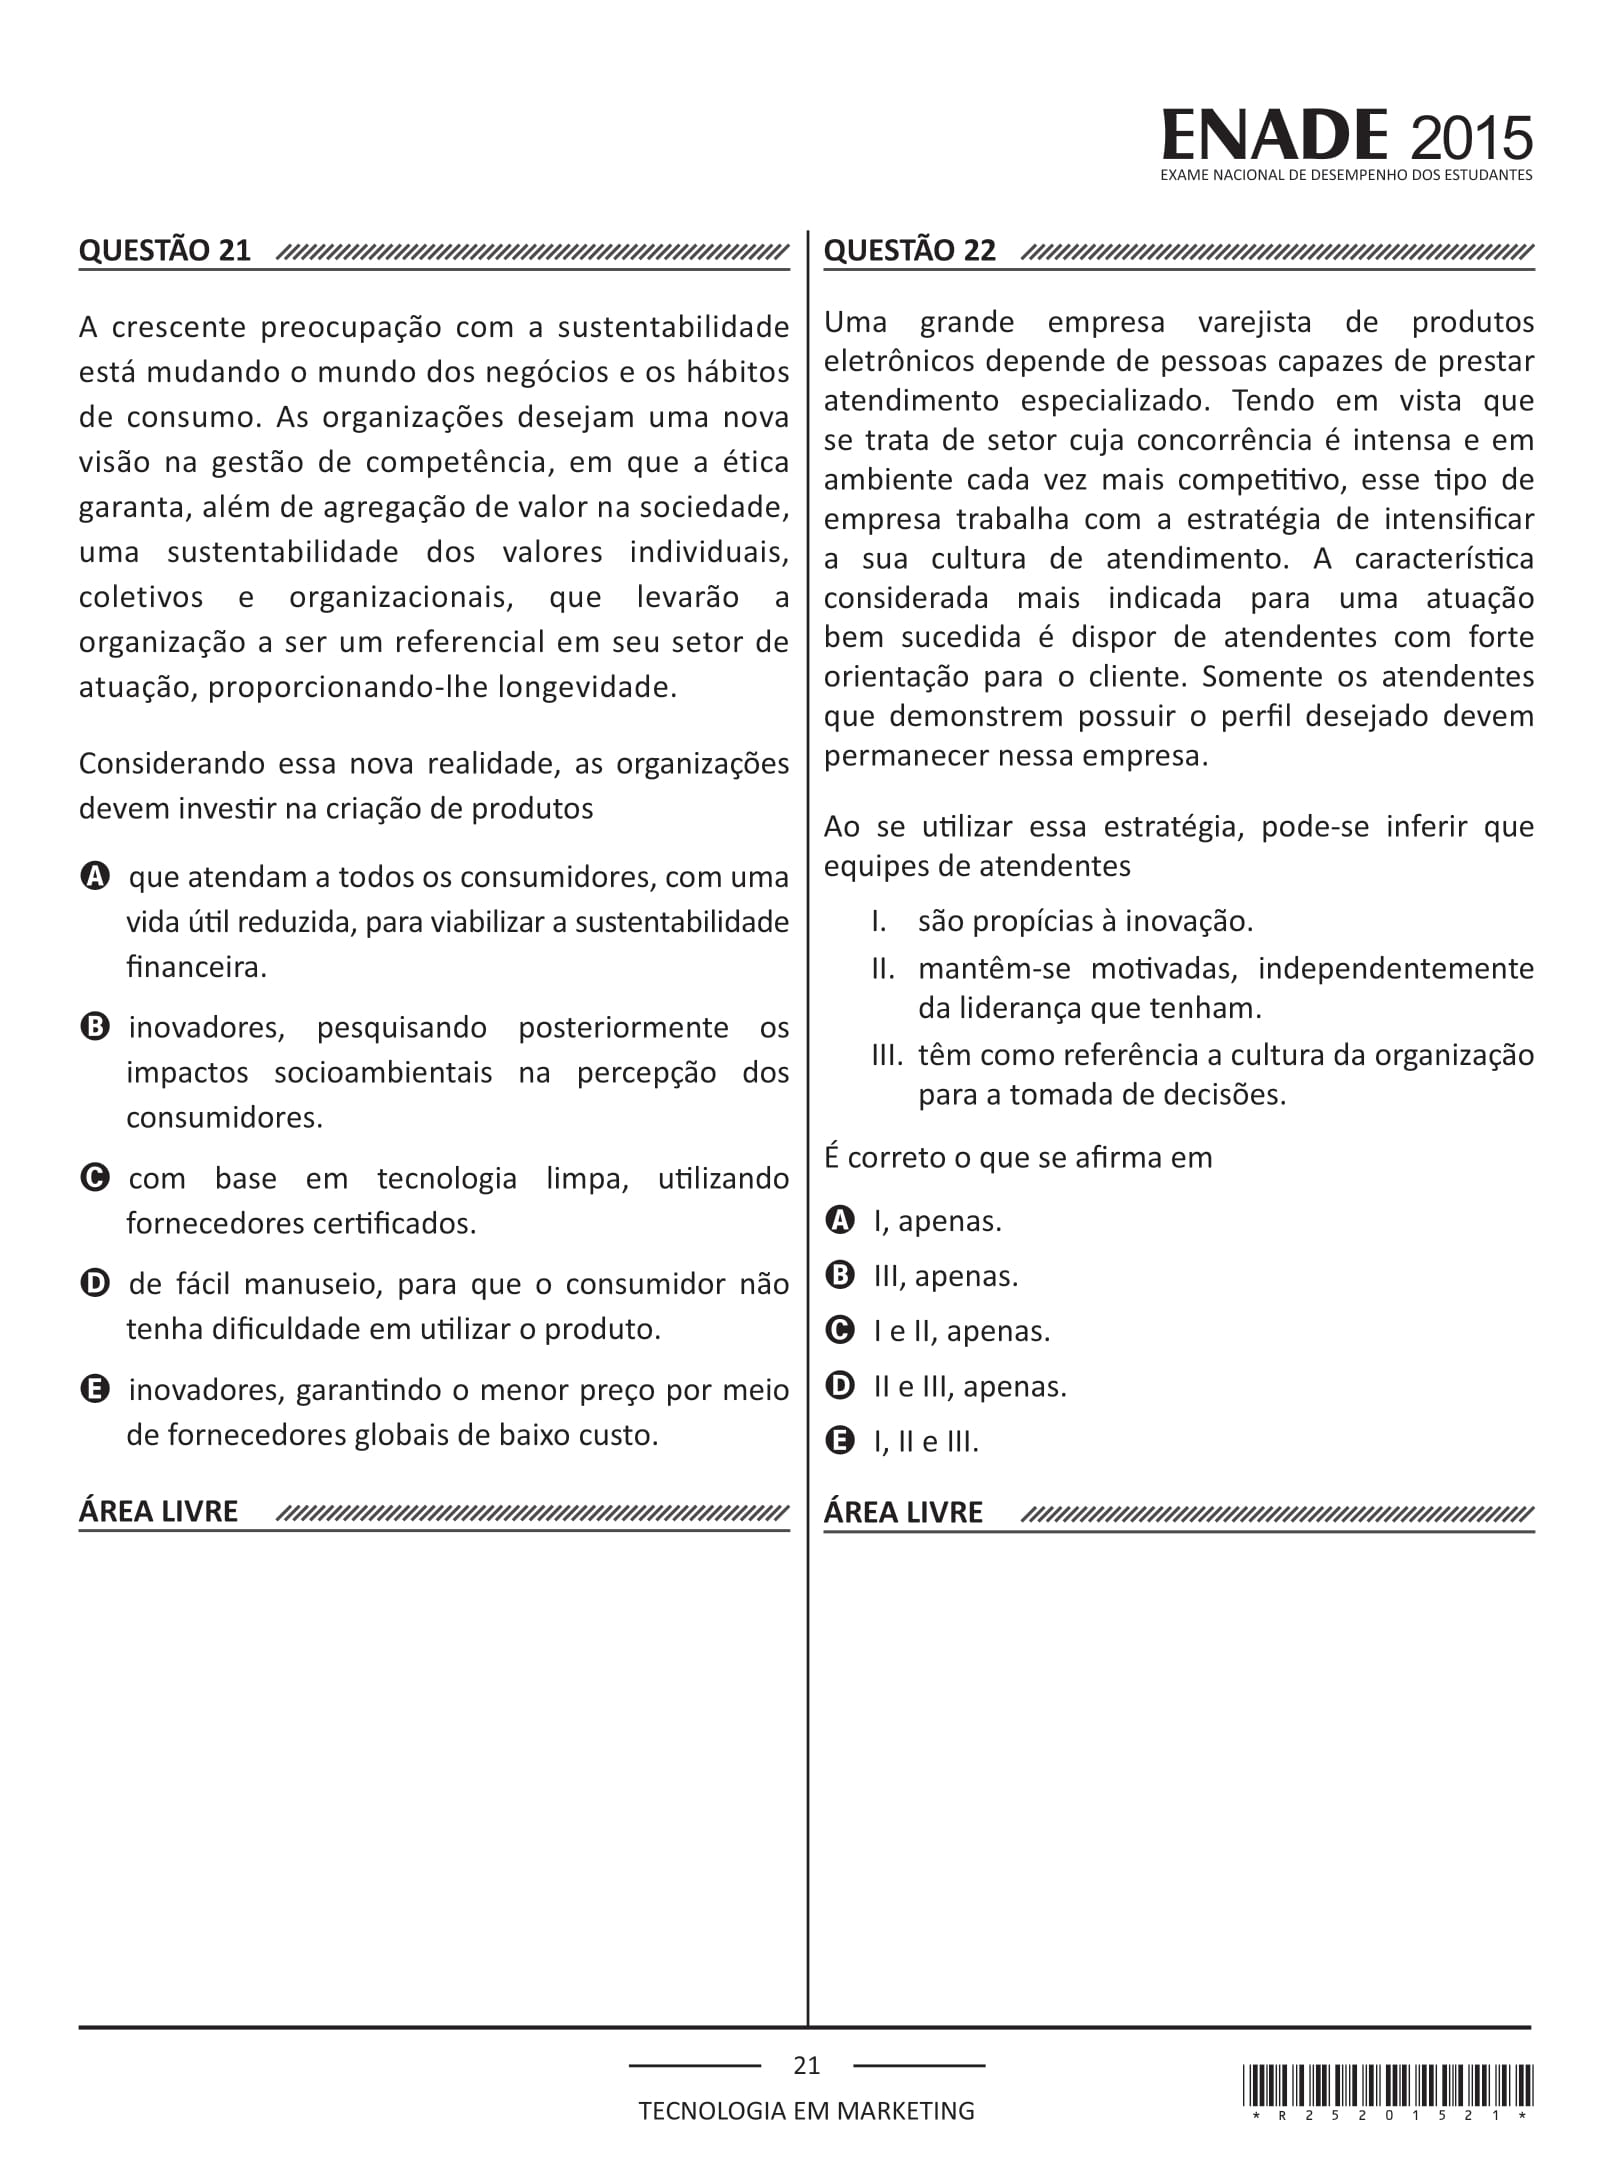 ENADE 2015
EXAME NACIONAL DE DESEMPENHO DOS ESTUDANTES
QUESTÃO 21
A crescente preocupação com a sustentabilidade
está mudando o mundo dos negócios e os hábitos
de consumo. As organizações desejam uma nova
visão na gestão de competência, em que a ética
garanta, além de agregação de valor na sociedade,
uma sustentabilidade dos valores individuais,
coletivos e organizacionais, que levarão a
organização a ser um referencial em seu setor de
atuação, proporcionando-lhe longevidade.
Considerando essa nova realidade, as organizações
devem investir na criação de produtos
A que atendam a todos os consumidores, com uma
vida útil reduzida, para viabilizar a sustentabilidade
financeira.
B inovadores, pesquisando posteriormente os
impactos socioambientais na percepção dos
consumidores.
C com base em tecnologia limpa, utilizando
fornecedores certificados.
D de fácil manuseio, para que o consumidor não
tenha dificuldade em utilizar o produto.
E inovadores, garantindo o menor preço por meio
de fornecedores globais de baixo custo.
ÁREA LIVRE
QUESTÃO 22
Uma grande empresa varejista de produtos
eletrônicos depende de pessoas capazes de prestar
atendimento especializado. Tendo em vista que
se trata de setor cuja concorrência é intensa e em
ambiente cada vez mais competitivo, esse tipo de
empresa trabalha com a estratégia de intensificar
a sua cultura de atendimento. A característica
considerada mais indicada para uma atuação
bem sucedida é dispor de atendentes com forte
orientação para o cliente. Somente os atendentes
que demonstrem possuir o perfil desejado devem
permanecer nessa empresa.
Ao se utilizar essa estratégia, pode-se inferir que
equipes de atendentes
I. são propícias à inovação.
II. mantêm-se motivadas, independentemente
da liderança que tenham.
III. têm como referência a cultura da organização
para a tomada de decisões.
É correto o que se afirma em
A I, apenas.
B III, apenas.
C I e II, apenas.
D II e III, apenas.
E I, II e III.
ÁREA LIVRE
21
TECNOLOGIA EM MARKETING
*R25201521*